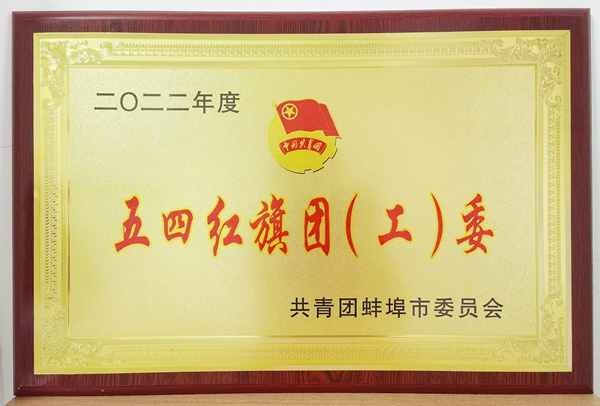 二〇二二年度
中国共青团
五四红旗团(工)委
共青团蚌埠市委员会